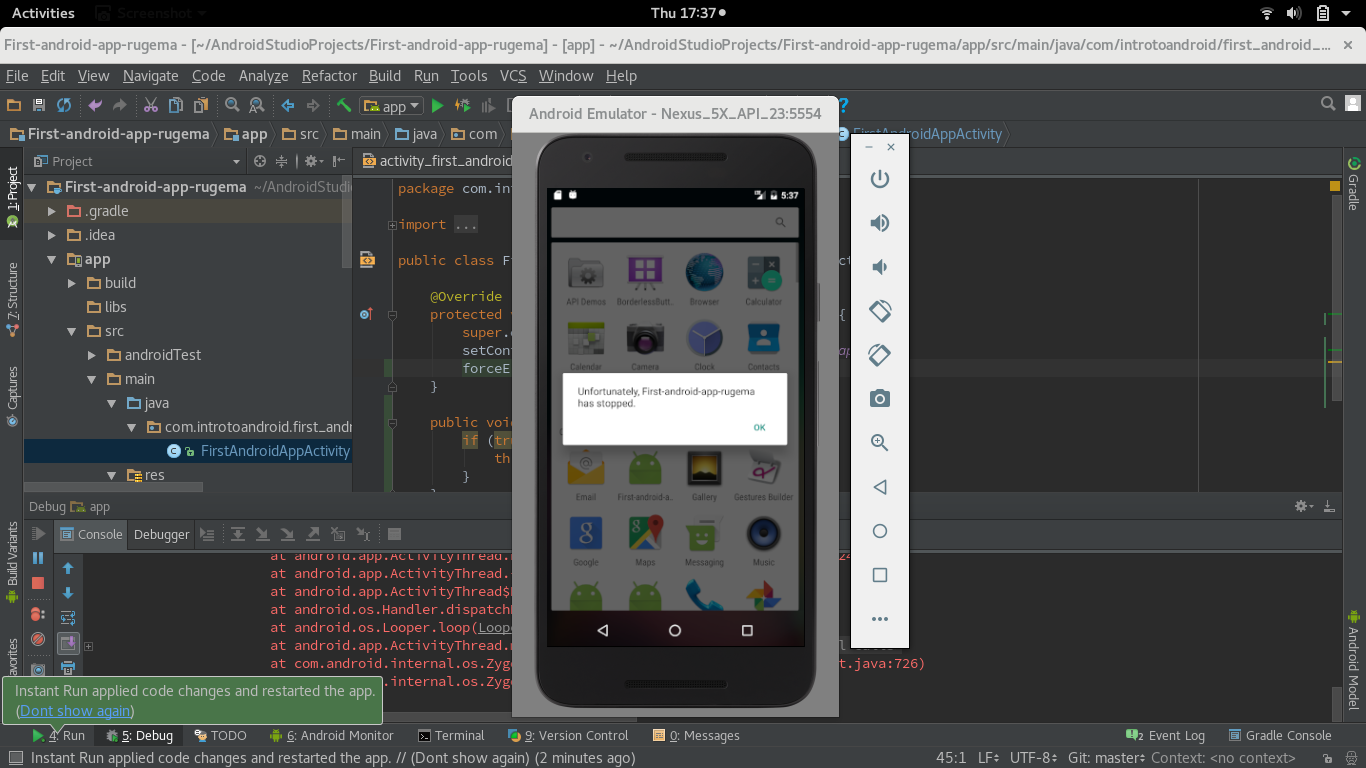 Activities
Screenshot
Thu 17:37
First-android-app-rugema - [~/AndroidStudioProjects/First-android-app-rugema] - [app] - ~/AndroidStudioProjects/First-android-app-rugema/app/src/main/java/com/introtoandroid/first_android_...
File Edit View Navigate Code Analyze Refactor Build Run Tools VCS Window Help
app
?
Android Emulator - Nexus_5X_API_23:5554
First-android-app-rugema app src main java com
FirstAndroidAppActivity
Project
activity_first_android
1: Project
7: Structure
Captures
Build Variants
Favorites
First-android-app-rugema ~/AndroidStudi
.gradle
.idea
app
build
libs
src
androidTest
main
java
com.introtoandroid.first_andr
FirstAndroidAppActivity
res
package com.int
import ...
public class F
@Override
protected
{
super.
setCont
forceE
}
public voi
if (tru
th
}
5:37
API Demos BorderlessButt.. Browser Calculator
Calendar Camera Clock Contacts
Unfortunately, First-android-app-rugema
has stopped.
OK
Email First-android-a.. Gallery Gestures Builder
Google Maps Messaging Music
Gradle
Android Model
Debug app
Console Debugger
at android.app.ActivityThread.
at android.app.ActivityThread.
at android.app.ActivityThread$
at android.os.Handler.dispatch
at android.os.Looper.loop(Loope
at android.app.ActivityThread.
at com.android.internal.os.Zyg
t.java:726)
.internal.os.Zyg
Instant Run applied code changes and restarted the app.
(Dont show again)
4: Run 5: Debug TODO 6: Android Monitor Terminal 9: Version Control 0: Messages 2 Event Log Gradle Console
Instant Run applied code changes and restarted the app. // (Dont show again) (2 minutes ago) 45:1 LF UTF-8 Git: master Context: <no context>